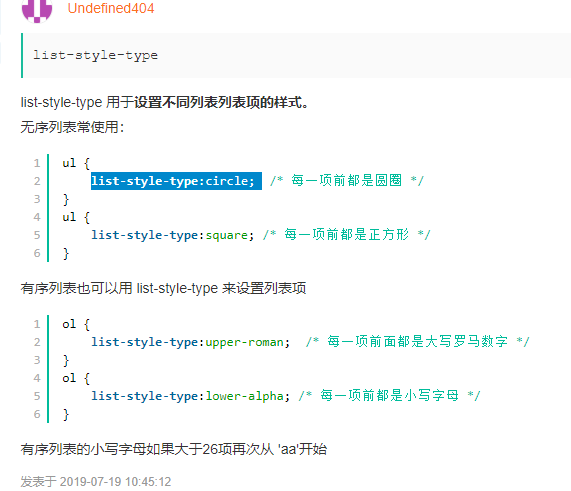 Undefined404
list-style-type
list-style-type 用于设置不同列表列表项的样式。
无序列表常使用：
1 ul {
2 list-style-type:circle; /* 每一项前都是圆圈 */
3 }
4 ul {
5 list-style-type:square; /* 每一项前都是正方形 */
6 }
有序列表也可以用 list-style-type 来设置列表项
1 ol {
2 list-style-type:upper-roman; /* 每一项前面都是大写罗马数字 */
3 }
4 ol {
5 list-style-type:lower-alpha; /* 每一项前都是小写字母 */
6 }
有序列表的小写字母如果大于26项再次从 'aa'开始
发表于 2019-07-19 10:45:12